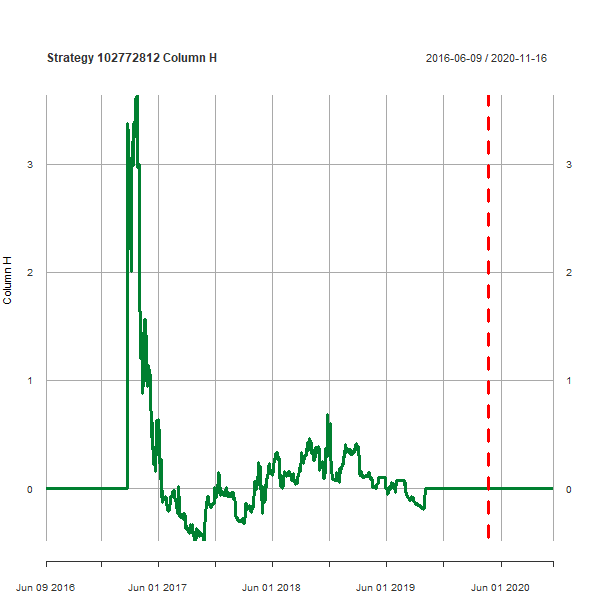 Strategy 102772812 Column H
2016-06-09 / 2020-11-16
Column H
3
3
2
2
1
1
0
0
Jun 09 2016
Jun 01 2017
Jun 01 2018
Jun 01 2019
Jun 01 2020